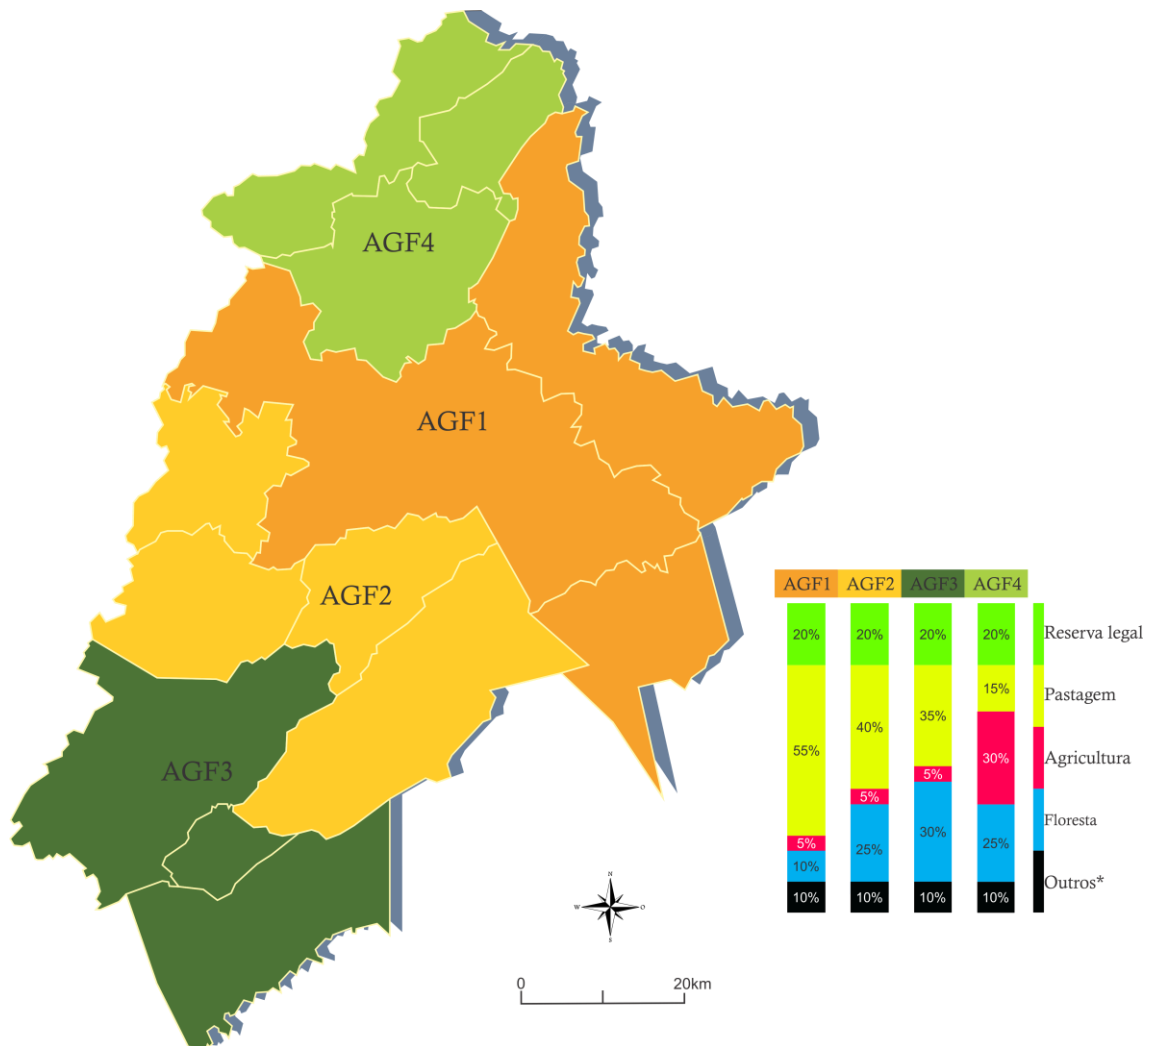 AGF4
AGF1
AGF2
AGF3
AGF1 AGF2 AGF3 AGF4
20% 20% 20% 20% Reserva legal
55% 40% 35% 15% Pastagem
5% 5% 5% 30% Agricultura
10% 25% 30% 25% Floresta
10% 10% 10% 10% Outros*
N
W O
S
0 20km